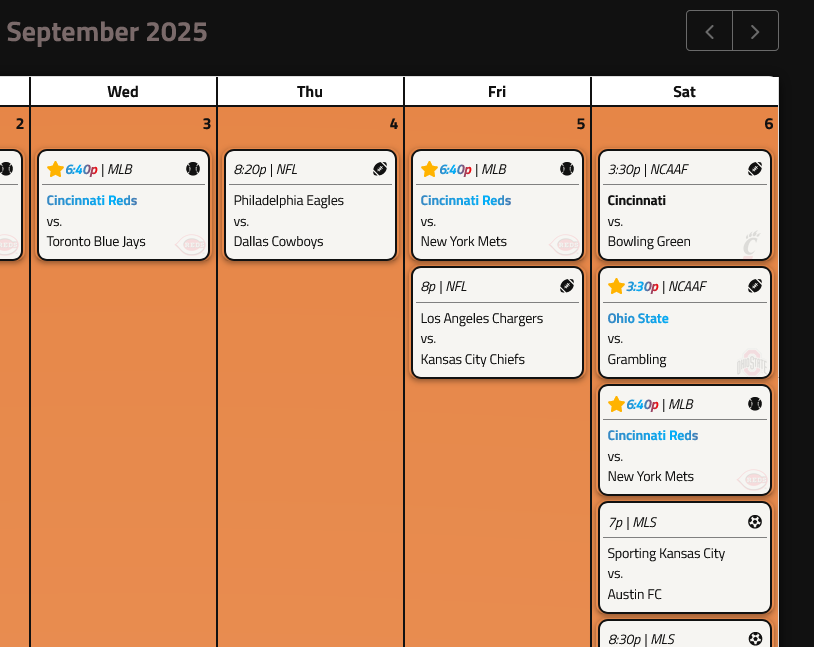 September 2025
Wed
Thu
Fri
Sat
2
3
4
5
6
6:40p | MLB
Cincinnati Reds
vs.
Toronto Blue Jays
8:20p | NFL
Philadelphia Eagles
vs.
Dallas Cowboys
6:40p | MLB
Cincinnati Reds
vs.
New York Mets
8p | NFL
Los Angeles Chargers
vs.
Kansas City Chiefs
3:30p | NCAAF
Cincinnati
vs.
Bowling Green
3:30p | NCAAF
Ohio State
vs.
Grambling
6:40p | MLB
Cincinnati Reds
vs.
New York Mets
7p | MLS
Sporting Kansas City
vs.
Austin FC
8:30p | MLS